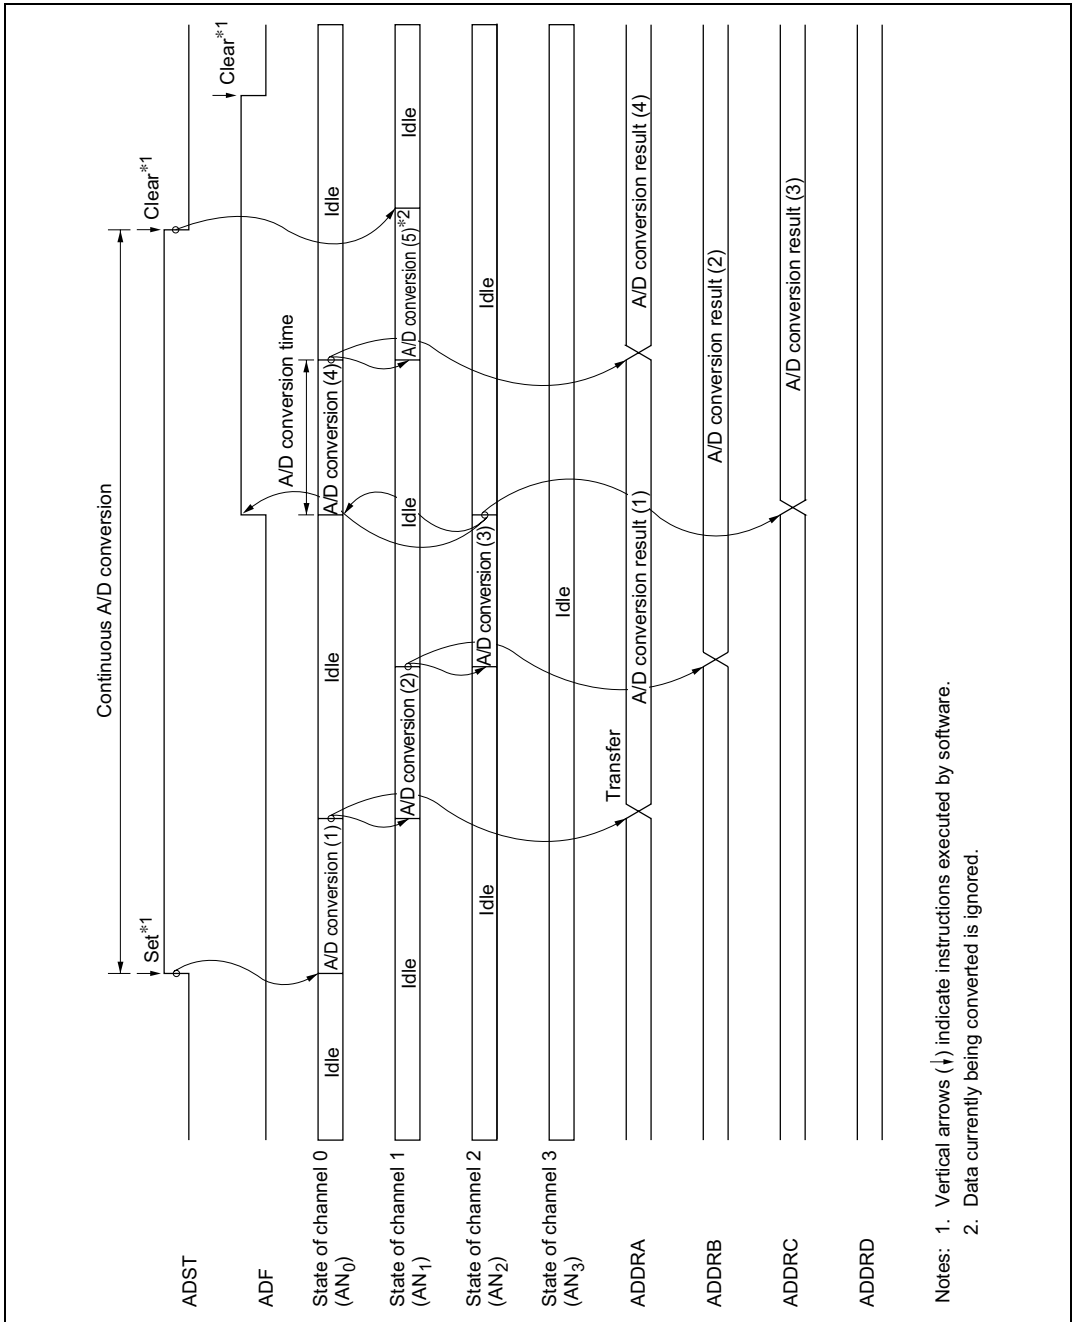 Continuous A/D conversion
Set*1
Clear*1
ADST
Clear*1
ADF
A/D conversion time
State of channel 0
(AN0)
Idle
A/D conversion (1)
Idle
A/D conversion (4)
Idle
State of channel 1
(AN1)
Idle
A/D conversion (2)
Idle
A/D conversion (5)*2
Idle
State of channel 2
(AN2)
Idle
A/D conversion (3)
Idle
State of channel 3
(AN3)
Idle
Transfer
ADDRA
A/D conversion result (1)
A/D conversion result (4)
ADDRB
A/D conversion result (2)
ADDRC
A/D conversion result (3)
ADDRD
Notes: 1. Vertical arrows (↓) indicate instructions executed by software.
2. Data currently being converted is ignored.